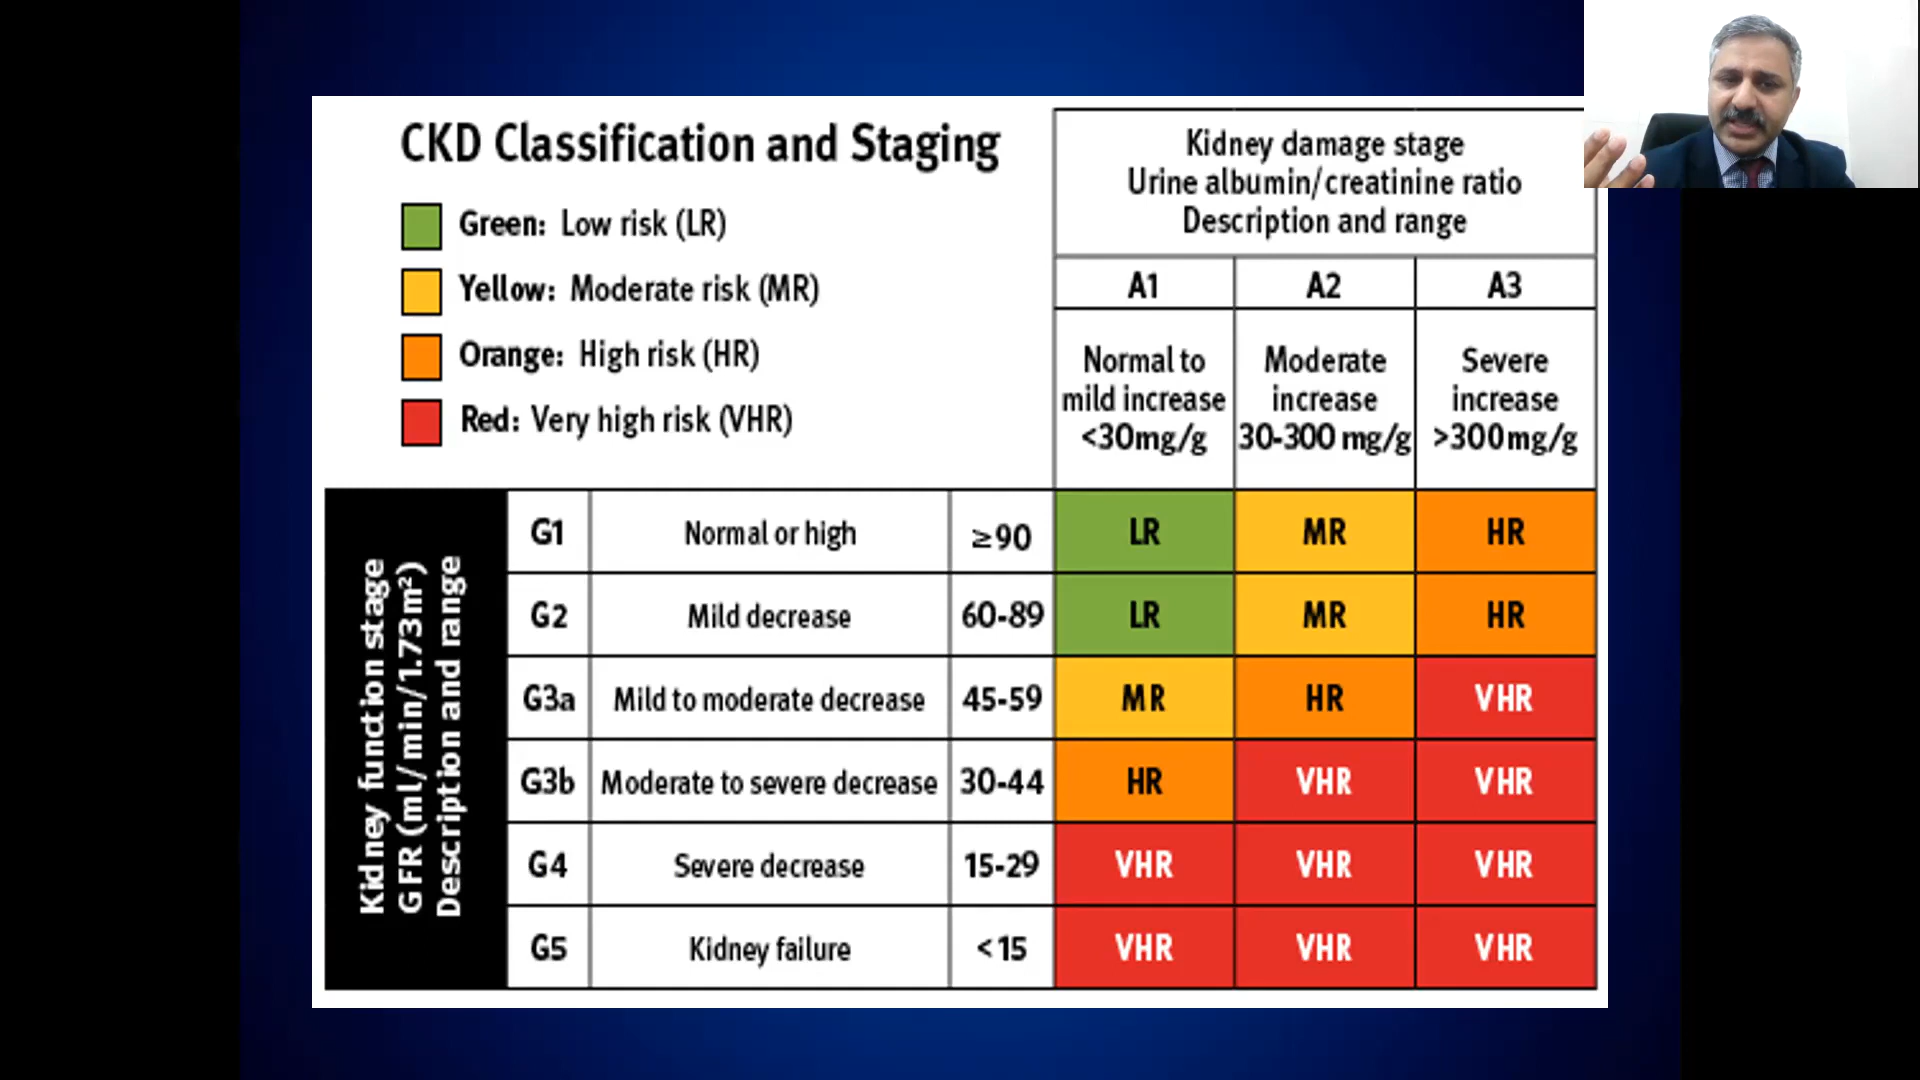 CKD Classification and Staging
Green: Low risk (LR)
Yellow: Moderate risk (MR)
Orange: High risk (HR)
Red: Very high risk (VHR)
Kidney damage stage
Urine albumin/creatinine ratio
Description and range
A1 A2 A3
Normal to Moderate Severe
mild increase increase increase
<30mg/g 30-300 mg/g >300mg/g
Kidney function stage
GFR (ml/min/1.73m²)
Description and range
G1 Normal or high ≥90 LR MR HR
G2 Mild decrease 60-89 LR MR HR
G3a Mild to moderate decrease 45-59 MR HR VHR
G3b Moderate to severe decrease 30-44 HR VHR VHR
G4 Severe decrease 15-29 VHR VHR VHR
G5 Kidney failure <15 VHR VHR VHR